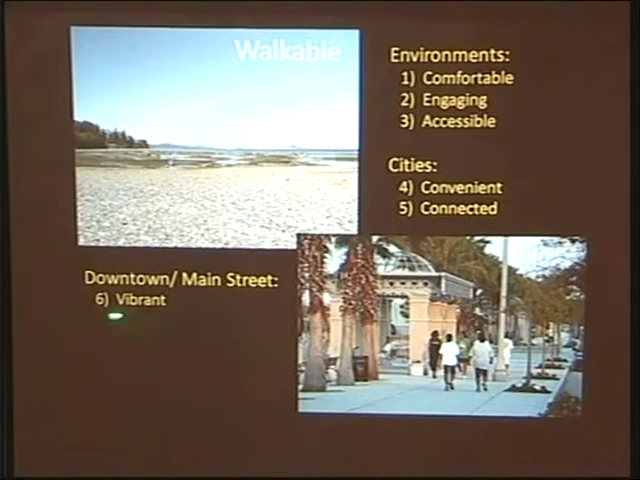 Walkable
Environments:
1) Comfortable
2) Engaging
3) Accessible
Cities:
4) Convenient
5) Connected
Downtown/ Main Street:
6) Vibrant